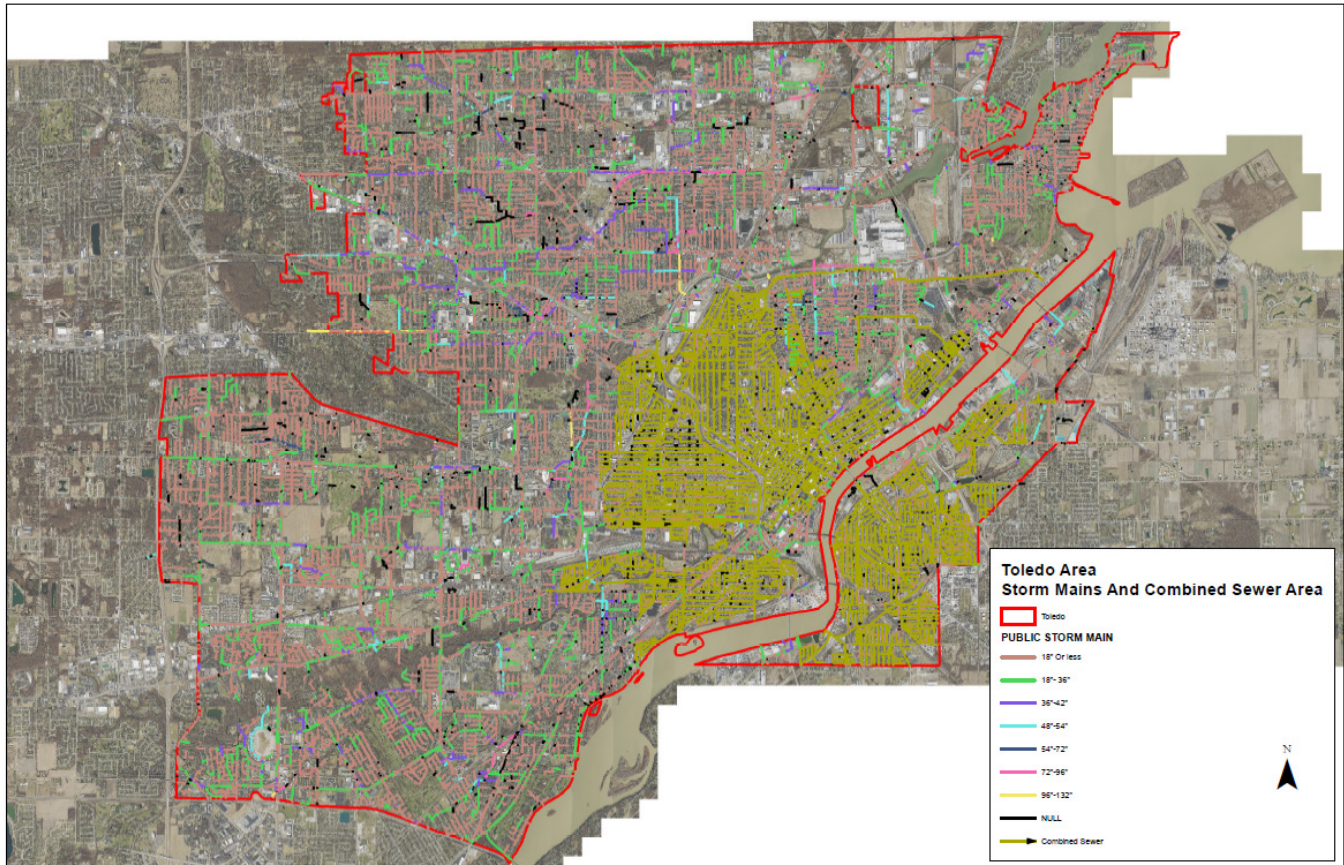 Toledo Area
Storm Mains And Combined Sewer Area
Toledo
PUBLIC STORM MAIN
18" Or less
18"- 36"
36"-42"
48"-54"
54"-72"
72"-96"
96"-132"
NULL
Combined Sewer
N